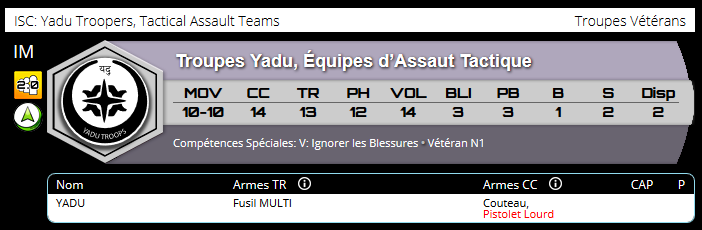 ISC: Yadu Troopers, Tactical Assault Teams Troupes Vétérans
IM
Troupes Yadu, Équipes d'Assaut Tactique
यदु
YADU TROOPS
MOV CC TR PH VOL BLI PB B S Disp
10-10 14 13 12 14 3 3 1 2 2
Compétences Spéciales: V: Ignorer les Blessures • Vétéran N1
Nom Armes TR Armes CC CAP P
YADU Fusil MULTI Couteau,
Pistolet Lourd